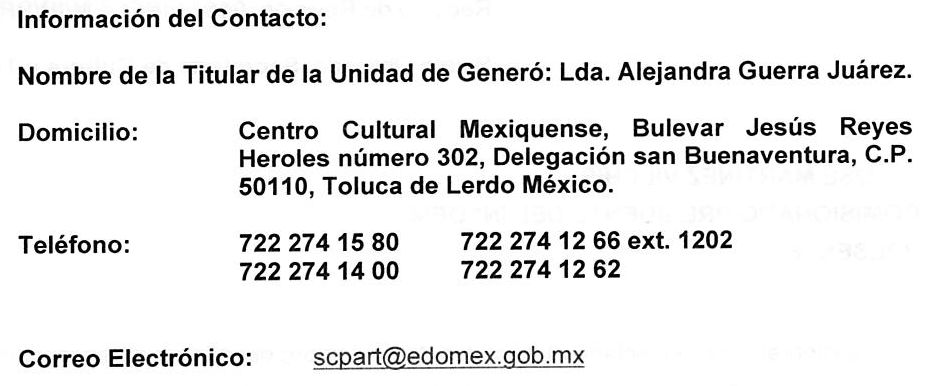 Información del Contacto:
Nombre de la Titular de la Unidad de Generó: Lda. Alejandra Guerra Juárez.
Domicilio: Centro Cultural Mexiquense, Bulevar Jesús Reyes
Heroles número 302, Delegación san Buenaventura, C.P.
50110, Toluca de Lerdo México.
Teléfono: 722 274 15 80 722 274 12 66 ext. 1202
722 274 14 00 722 274 12 62
Correo Electrónico: scpart@edomex.gob.mx